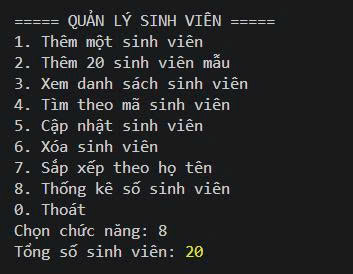 ===== QUẢN LÝ SINH VIÊN =====
1. Thêm một sinh viên
2. Thêm 20 sinh viên mẫu
3. Xem danh sách sinh viên
4. Tìm theo mã sinh viên
5. Cập nhật sinh viên
6. Xóa sinh viên
7. Sắp xếp theo họ tên
8. Thống kê số sinh viên
0. Thoát
Chọn chức năng: 8
Tổng số sinh viên: 20